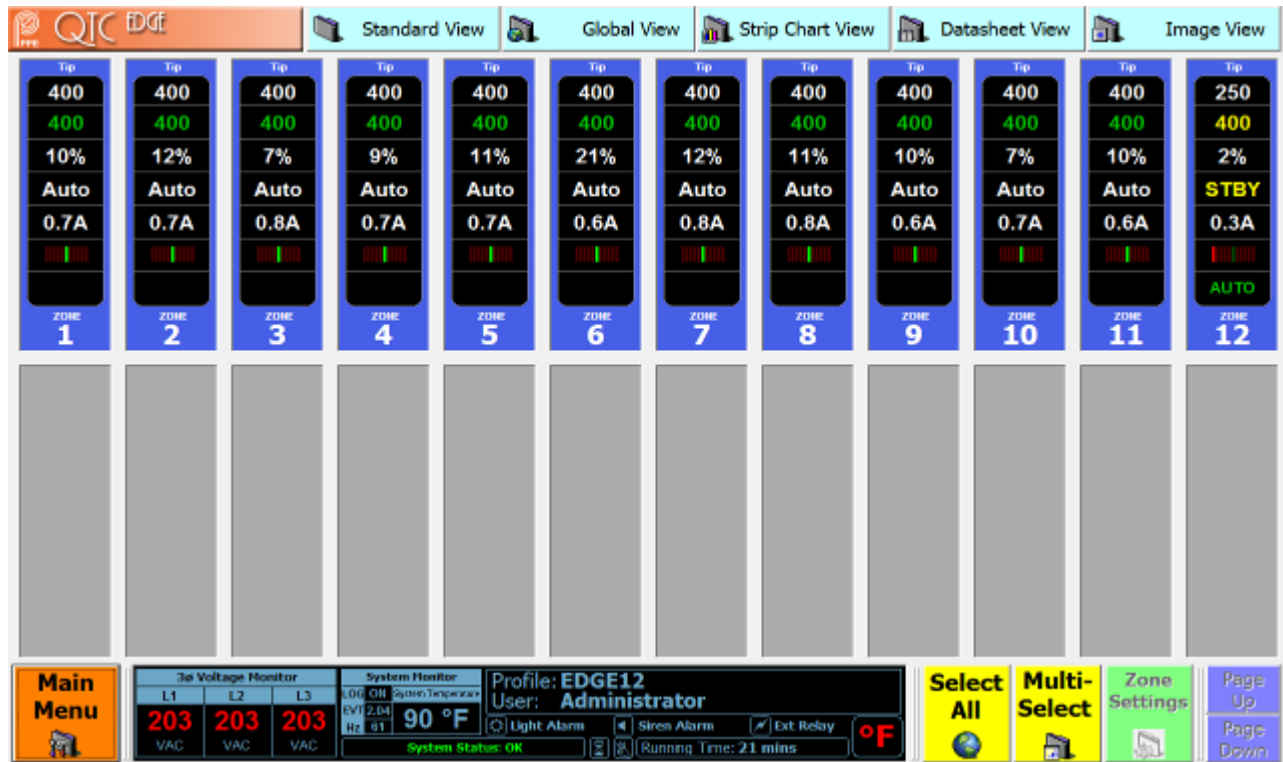 PPE QTC EDGE Standard View Global View Strip Chart View Datasheet View Image View
Tip Tip Tip Tip Tip Tip Tip Tip Tip Tip Tip Tip
400 400 400 400 400 400 400 400 400 400 400 250
400 400 400 400 400 400 400 400 400 400 400 400
10% 12% 7% 9% 11% 21% 12% 11% 10% 7% 10% 2%
Auto Auto Auto Auto Auto Auto Auto Auto Auto Auto Auto STBY
0.7A 0.7A 0.8A 0.7A 0.7A 0.6A 0.8A 0.8A 0.6A 0.7A 0.6A 0.3A
AUTO
ZONE ZONE ZONE ZONE ZONE ZONE ZONE ZONE ZONE ZONE ZONE ZONE
1 2 3 4 5 6 7 8 9 10 11 12
Main
Menu
3ø Voltage Monitor
L1 L2 L3
203 203 203
VAC VAC VAC
System Monitor
LOG ON System Temperature
EVT 2.04
Hz 61
90 °F
System Status: OK
Profile: EDGE12
User: Administrator
Light Alarm Siren Alarm Ext Relay
Running Time: 21 mins
°F
Select
All
Multi-
Select
Zone
Settings
Page
Up
Page
Down